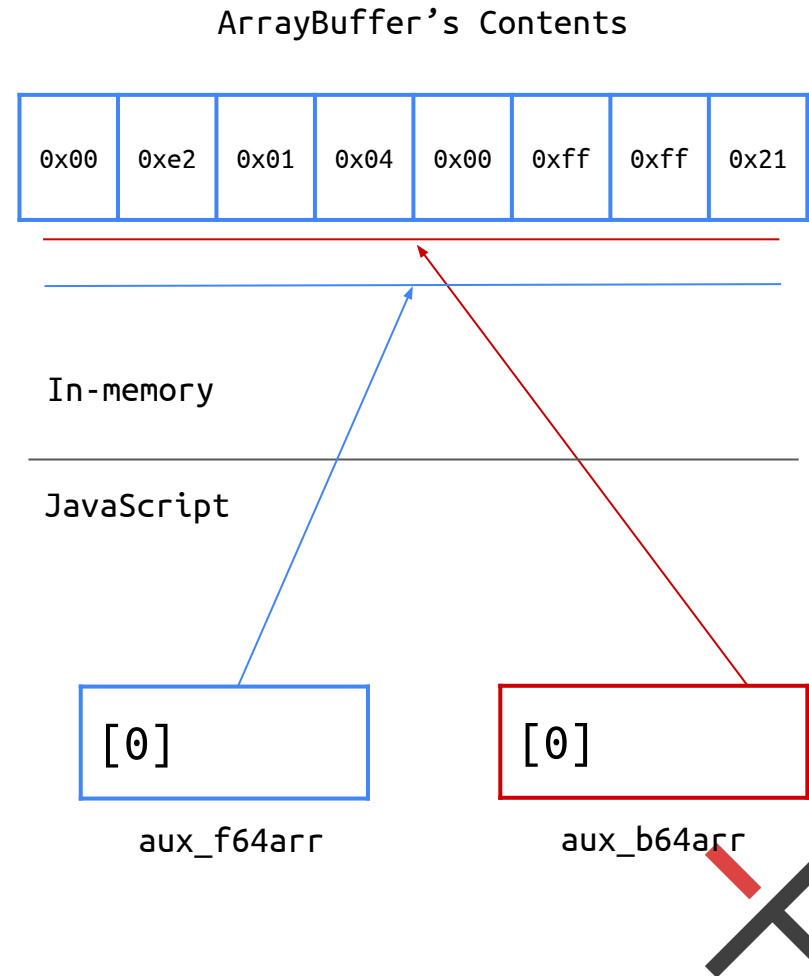 ArrayBuffer’s Contents
0x00 0xe2 0x01 0x04 0x00 0xff 0xff 0x21
In-memory
JavaScript
[0] [0]
aux_f64arr aux_b64arr